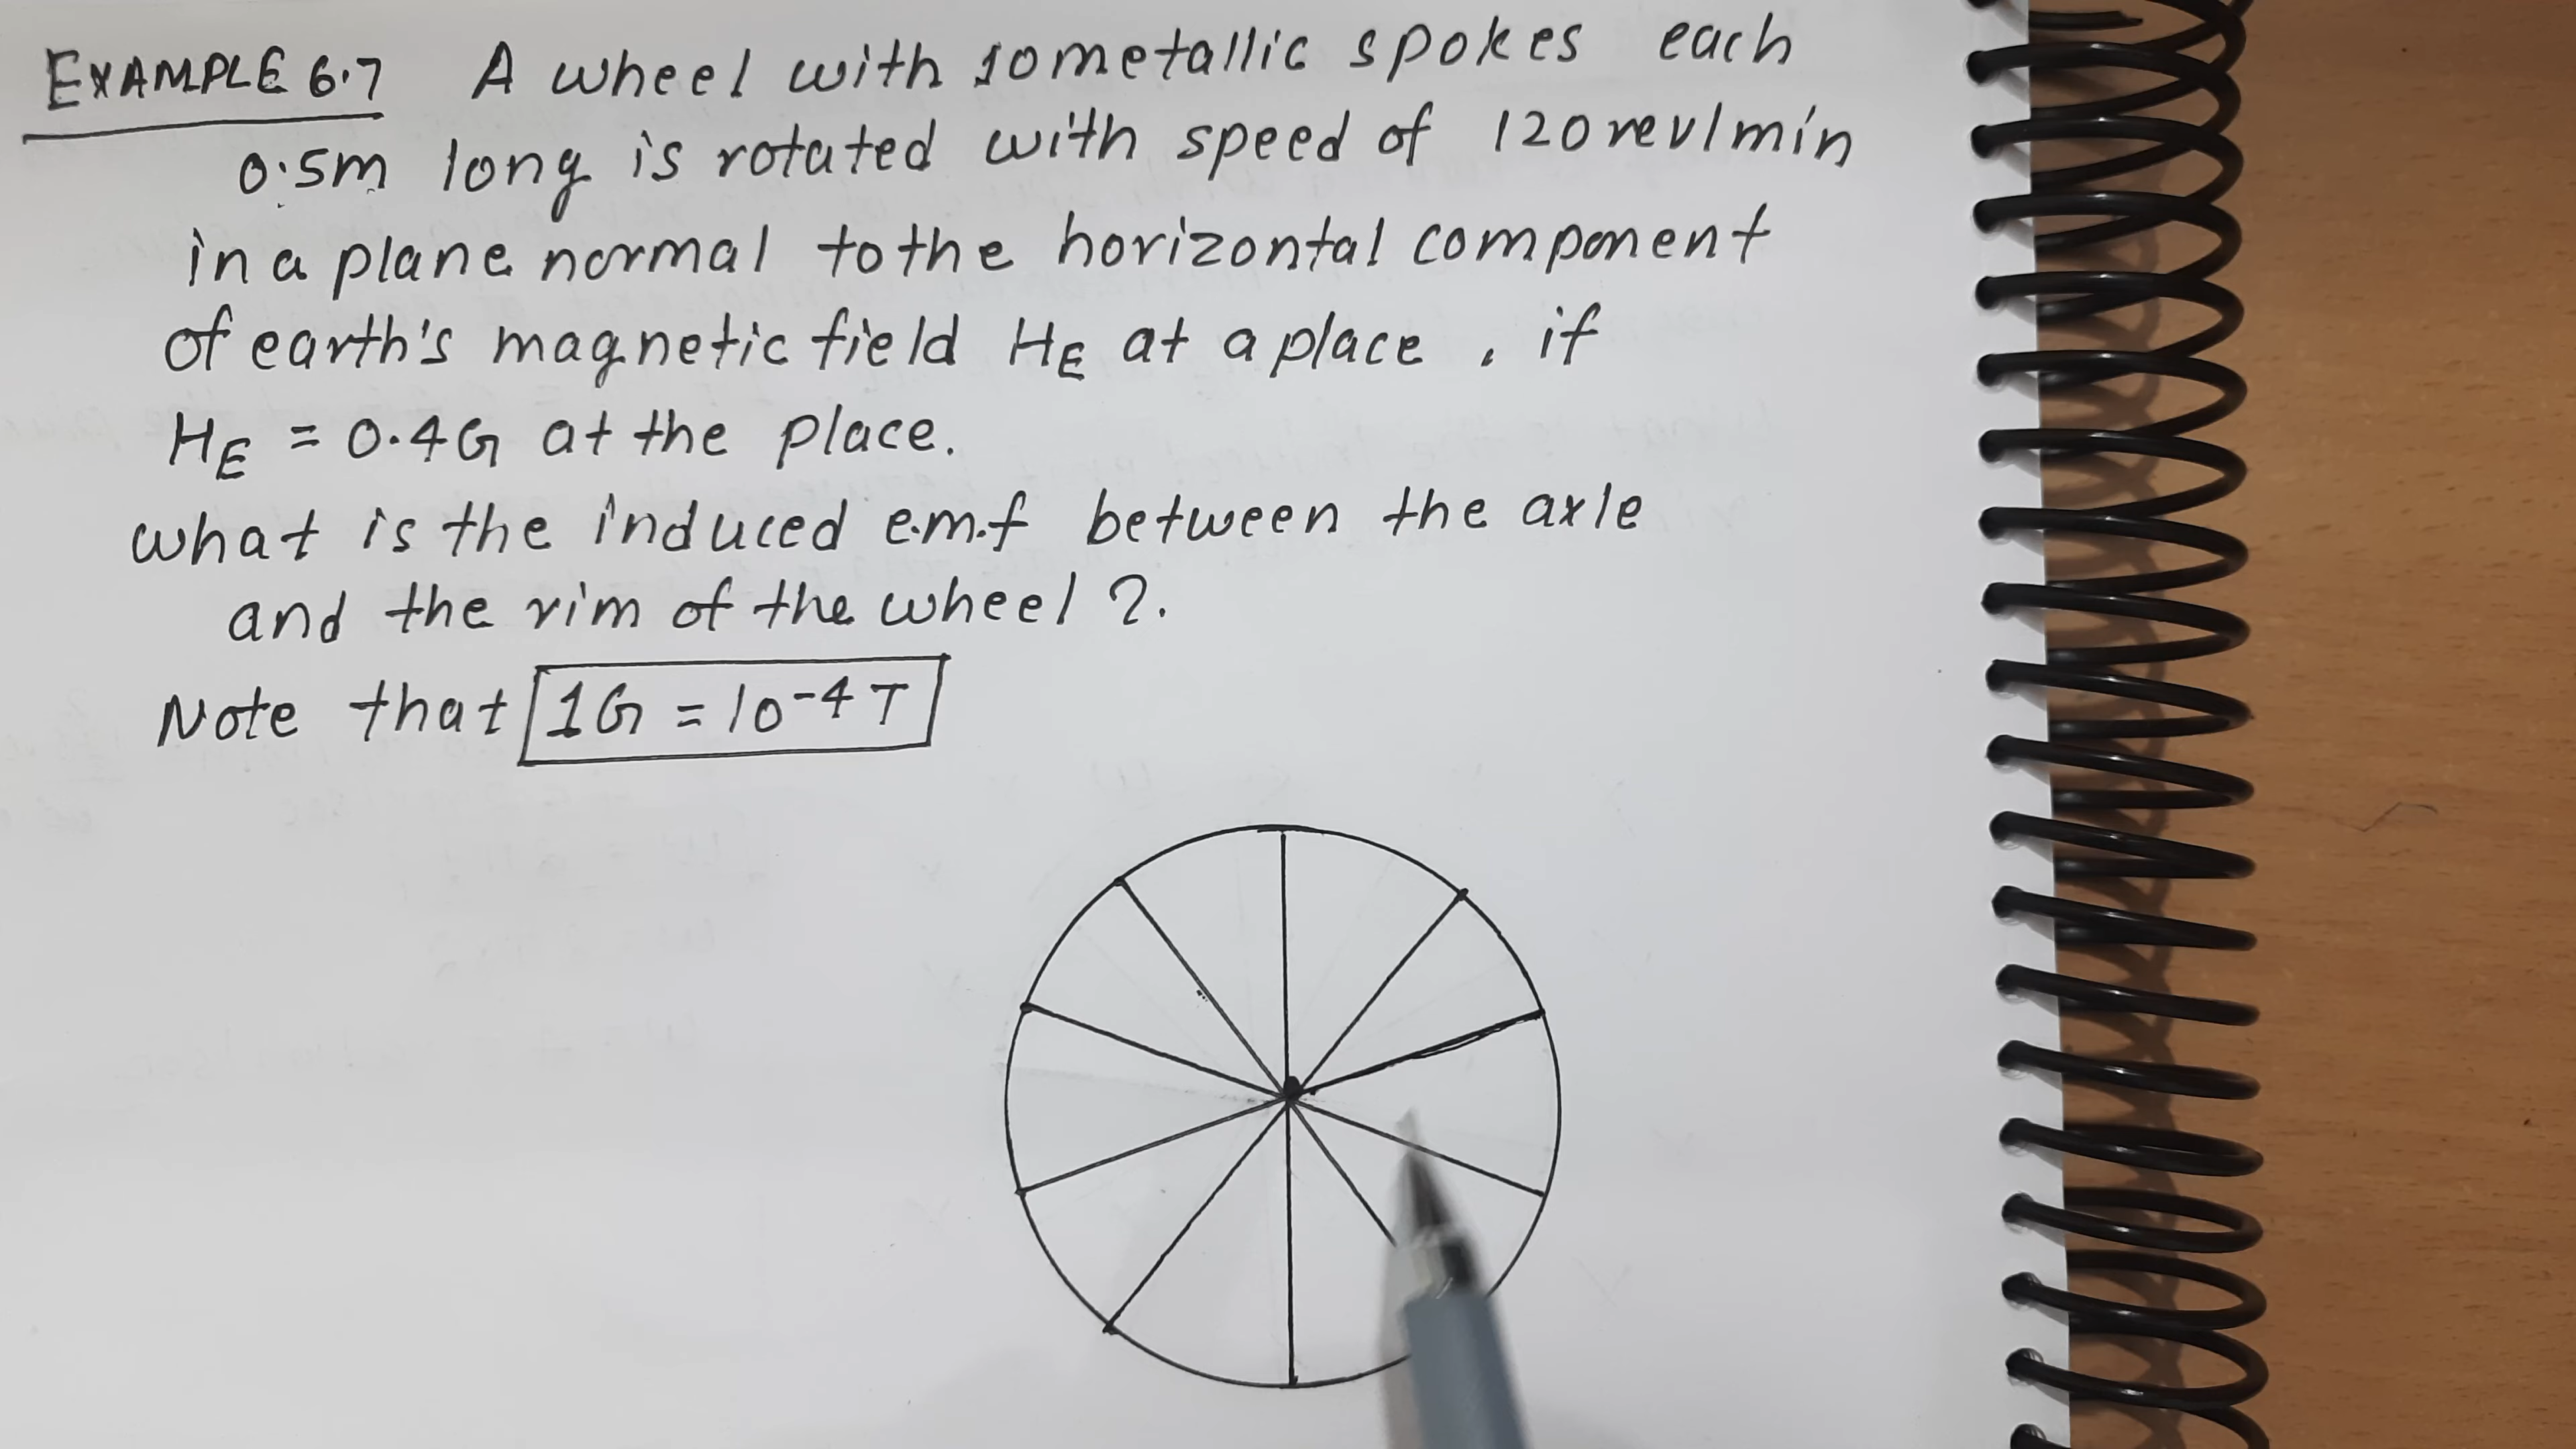 EXAMPLE 6.7 A wheel with 10 metallic spokes each
0.5m long is rotated with speed of 120 rev/min
in a plane normal to the horizontal component
of earth's magnetic field HE at a place. if
HE = 0.4G at the place.
what is the induced e.m.f between the axle
and the rim of the wheel ?.
Note that 1G = 10-4 T